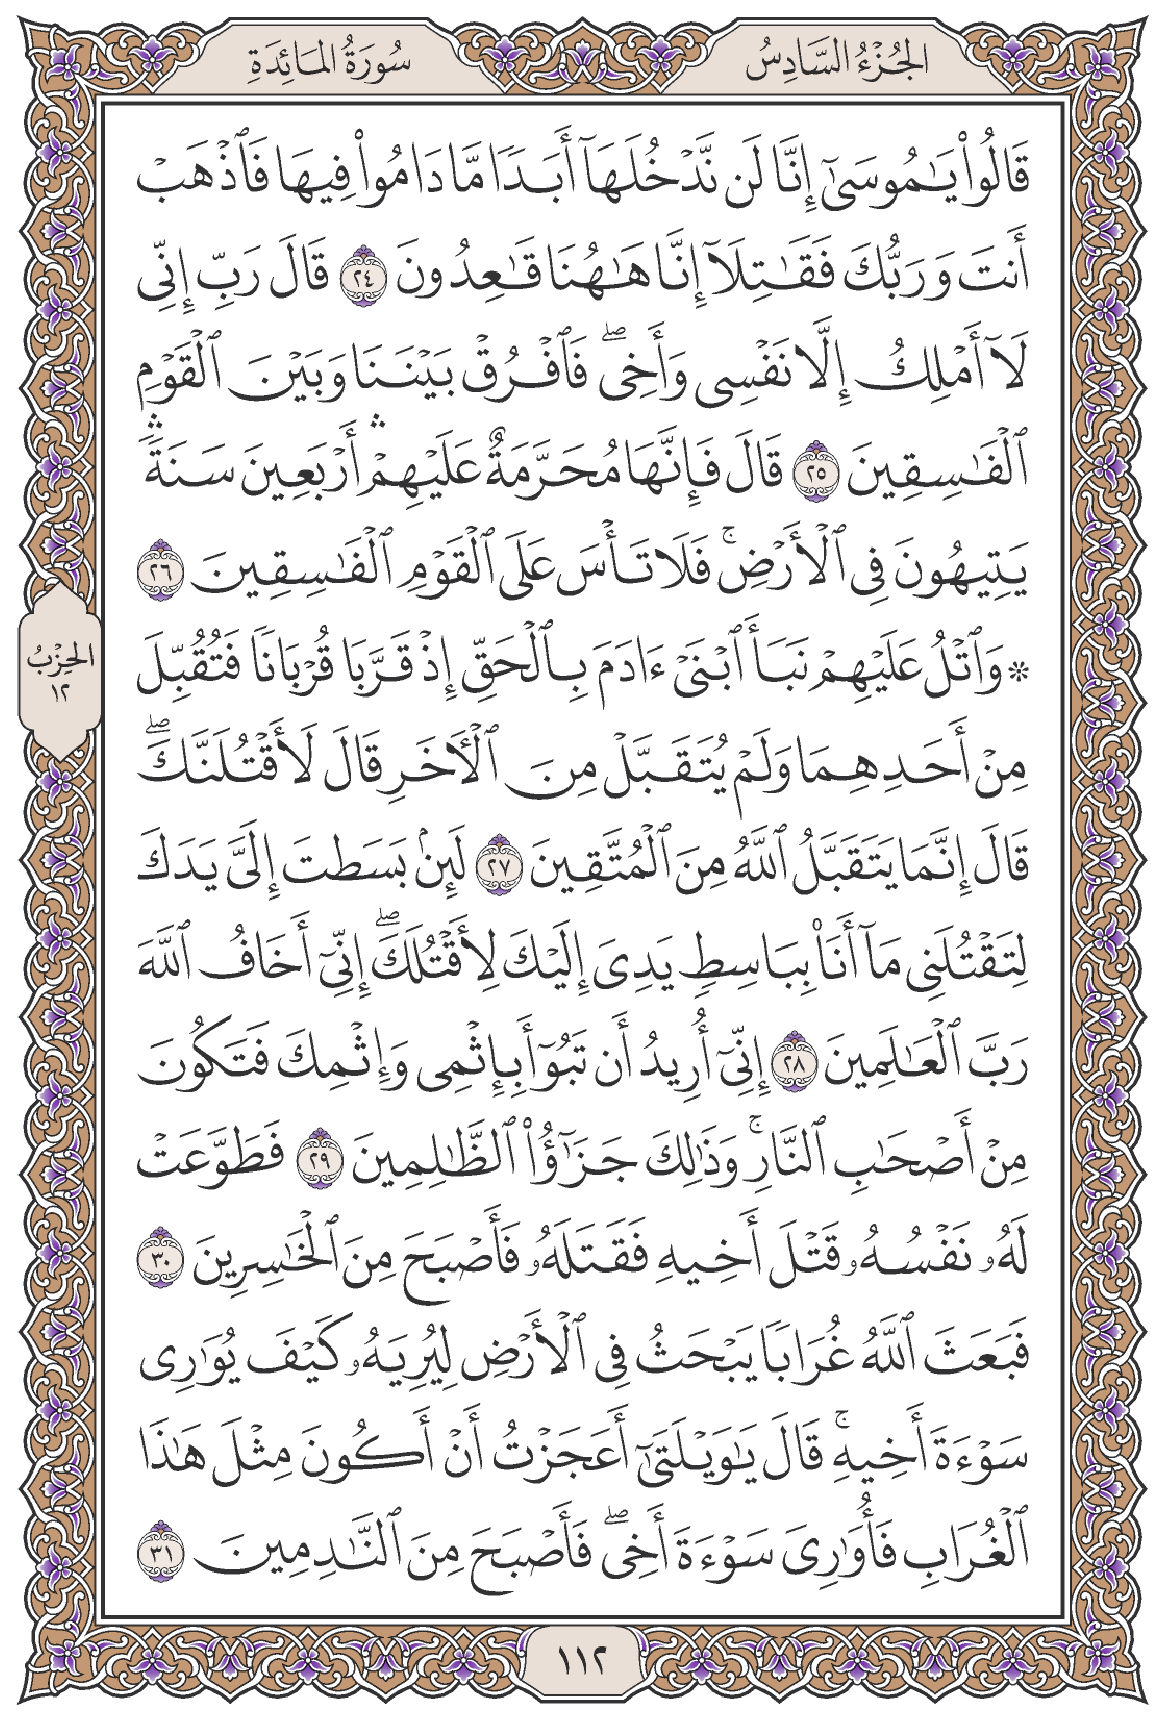 الجُزْءُ السَّادِسُ
سُورَةُ المَائِدَةِ
قَالُواْ يَٰمُوسَىٰٓ إِنَّا لَن نَّدۡخُلَهَآ أَبَدٗا مَّا دَامُواْ فِيهَا فَٱذۡهَبۡ
أَنتَ وَرَبُّكَ فَقَٰتِلَآ إِنَّا هَٰهُنَا قَٰعِدُونَ ٢٤ قَالَ رَبِّ إِنِّي
لَآ أَمۡلِكُ إِلَّا نَفۡسِي وَأَخِيۖ فَٱفۡرُقۡ بَيۡنَنَا وَبَيۡنَ ٱلۡقَوۡمِ
ٱلۡفَٰسِقِينَ ٢٥ قَالَ فَإِنَّهَا مُحَرَّمَةٌ عَلَيۡهِمۡۛ أَرۡبَعِينَ سَنَةٗۛ
يَتِيهُونَ فِي ٱلۡأَرۡضِۚ فَلَا تَأۡسَ عَلَى ٱلۡقَوۡمِ ٱلۡفَٰسِقِينَ ٢٦
۞ وَٱتۡلُ عَلَيۡهِمۡ نَبَأَ ٱبۡنَيۡ ءَادَمَ بِٱلۡحَقِّ إِذۡ قَرَّبَا قُرۡبَانٗا فَتُقُبِّلَ
مِنۡ أَحَدِهِمَا وَلَمۡ يُتَقَبَّلۡ مِنَ ٱلۡأٓخَرِ قَالَ لَأَقۡتُلَنَّكَۖ
قَالَ إِنَّمَا يَتَقَبَّلُ ٱللَّهُ مِنَ ٱلۡمُتَّقِينَ ٢٧ لَئِنۢ بَسَطتَ إِلَيَّ يَدَكَ
لِتَقۡتُلَنِي مَآ أَنَا۠ بِبَاسِطٖ يَدِيَ إِلَيۡكَ لِأَقۡتُلَكَۖ إِنِّيٓ أَخَافُ ٱللَّهَ
رَبَّ ٱلۡعَٰلَمِينَ ٢٨ إِنِّيٓ أُرِيدُ أَن تَبُوٓأَ بِإِثۡمِي وَإِثۡمِكَ فَتَكُونَ
مِنۡ أَصۡحَٰبِ ٱلنَّارِۚ وَذَٰلِكَ جَزَٰٓؤُاْ ٱلظَّٰلِمِينَ ٢٩ فَطَوَّعَتۡ
لَهُۥ نَفۡسُهُۥ قَتۡلَ أَخِيهِ فَقَتَلَهُۥ فَأَصۡبَحَ مِنَ ٱلۡخَٰسِرِينَ ٣٠
فَبَعَثَ ٱللَّهُ غُرَابٗا يَبۡحَثُ فِي ٱلۡأَرۡضِ لِيُرِيَهُۥ كَيۡفَ يُوَٰرِي
سَوۡءَةَ أَخِيهِۚ قَالَ يَٰوَيۡلَتَىٰٓ أَعَجَزۡتُ أَنۡ أَكُونَ مِثۡلَ هَٰذَا
ٱلۡغُرَابِ فَأُوَٰرِيَ سَوۡءَةَ أَخِيۖ فَأَصۡبَحَ مِنَ ٱلنَّٰدِمِينَ ٣١
الحِزْبُ
١٢
١١٢